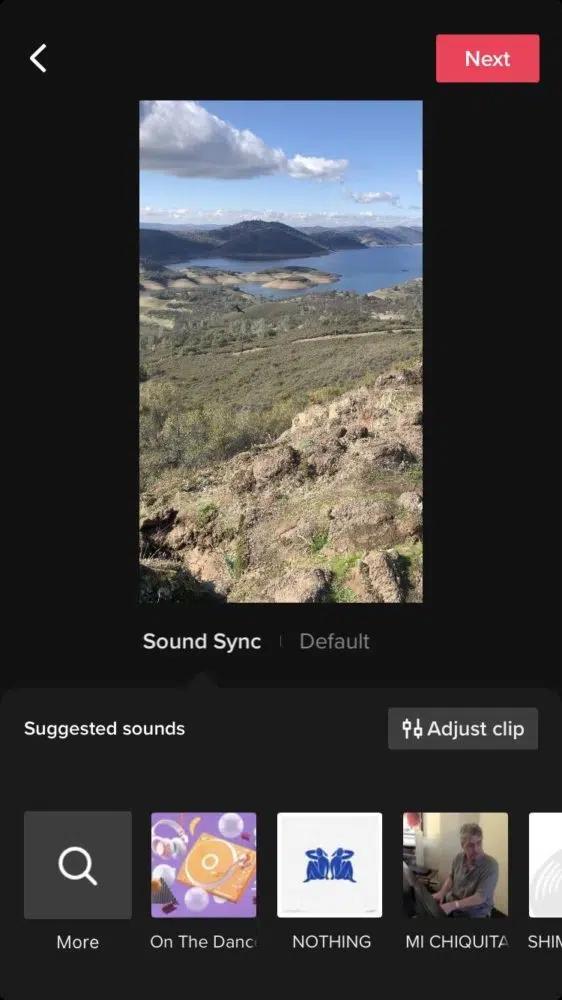 Next
Sound Sync
Default
Suggested sounds
Adjust clip
More
On The Danc
NOTHING
MI CHIQUITA
SHIM